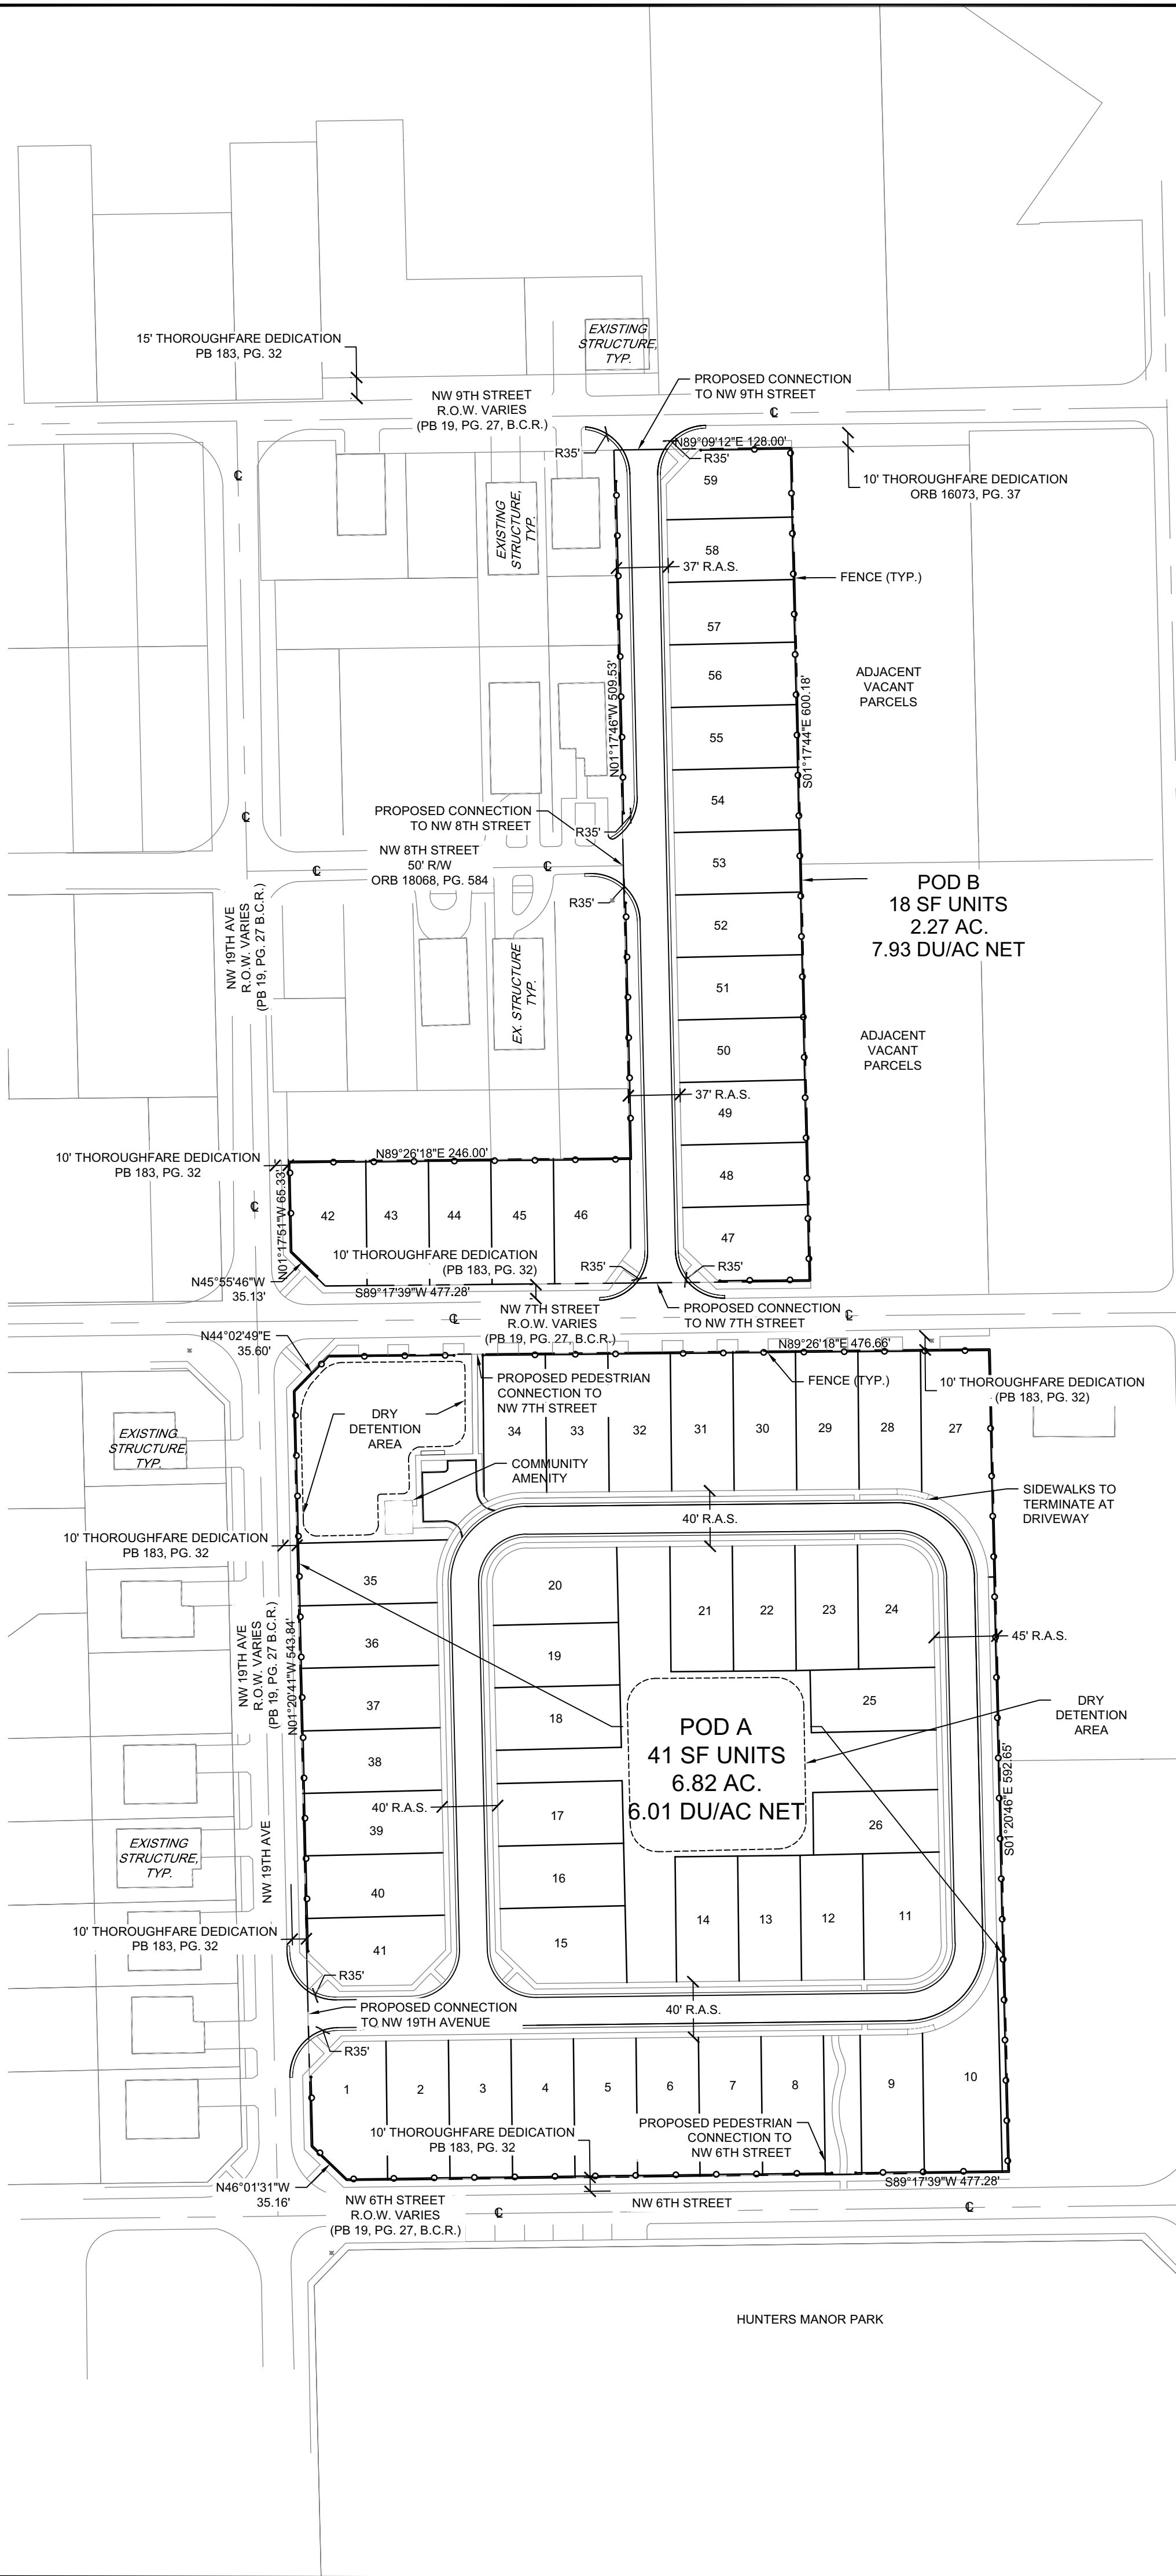 15' THOROUGHFARE DEDICATION
PB 183, PG. 32
EXISTING
STRUCTURE,
TYP.
NW 9TH STREET
R.O.W. VARIES
(PB 19, PG. 27, B.C.R.)
PROPOSED CONNECTION
TO NW 9TH STREET
℄
℄
N89°09'12"E 128.00'
R35'
R35'
10' THOROUGHFARE DEDICATION
ORB 16073, PG. 37
59
EXISTING
STRUCTURE,
TYP.
58
37' R.A.S.
FENCE (TYP.)
57
N01°17'46"W 509.53'
56
S01°17'44"E 600.18'
ADJACENT
VACANT
PARCELS
55
54
PROPOSED CONNECTION
TO NW 8TH STREET
℄
R35'
NW 8TH STREET
50' R/W
ORB 18068, PG. 584
℄
℄
53
R35'
POD B
18 SF UNITS
2.27 AC.
7.93 DU/AC NET
NW 19TH AVE
R.O.W. VARIES
(PB 19, PG. 27 B.C.R.)
52
EX. STRUCTURE
TYP.
51
50
ADJACENT
VACANT
PARCELS
37' R.A.S.
49
10' THOROUGHFARE DEDICATION
PB 183, PG. 32
N89°26'18"E 246.00'
48
℄
N01°17'51"W 65.33'
42
43
44
45
46
47
10' THOROUGHFARE DEDICATION
(PB 183, PG. 32)
R35'
R35'
N45°55'46"W
35.13'
S89°17'39"W 477.28'
℄
NW 7TH STREET
R.O.W. VARIES
(PB 19, PG. 27, B.C.R.)
PROPOSED CONNECTION
TO NW 7TH STREET
℄
N44°02'49"E
35.60'
N89°26'18"E 476.66'
PROPOSED PEDESTRIAN
CONNECTION TO
NW 7TH STREET
FENCE (TYP.)
10' THOROUGHFARE DEDICATION
(PB 183, PG. 32)
EXISTING
STRUCTURE,
TYP.
DRY
DETENTION
AREA
34
33
32
31
30
29
28
27
COMMUNITY
AMENITY
SIDEWALKS TO
TERMINATE AT
DRIVEWAY
40' R.A.S.
10' THOROUGHFARE DEDICATION
PB 183, PG. 32
35
20
21
22
23
24
36
45' R.A.S.
19
NW 19TH AVE
R.O.W. VARIES
(PB 19, PG. 27 B.C.R.)
N01°20'41"W 543.84'
37
18
25
DRY
DETENTION
AREA
POD A
41 SF UNITS
6.82 AC.
6.01 DU/AC NET
38
S01°20'46"E 592.65'
40' R.A.S.
17
39
26
EXISTING
STRUCTURE,
TYP.
NW 19TH AVE
16
40
14
13
12
11
10' THOROUGHFARE DEDICATION
PB 183, PG. 32
15
41
R35'
PROPOSED CONNECTION
TO NW 19TH AVENUE
40' R.A.S.
R35'
1
2
3
4
5
6
7
8
9
10
10' THOROUGHFARE DEDICATION
PB 183, PG. 32
PROPOSED PEDESTRIAN
CONNECTION TO
NW 6TH STREET
N46°01'31"W
35.16'
S89°17'39"W 477.28'
NW 6TH STREET
R.O.W. VARIES
(PB 19, PG. 27, B.C.R.)
℄
NW 6TH STREET
℄
HUNTERS MANOR PARK